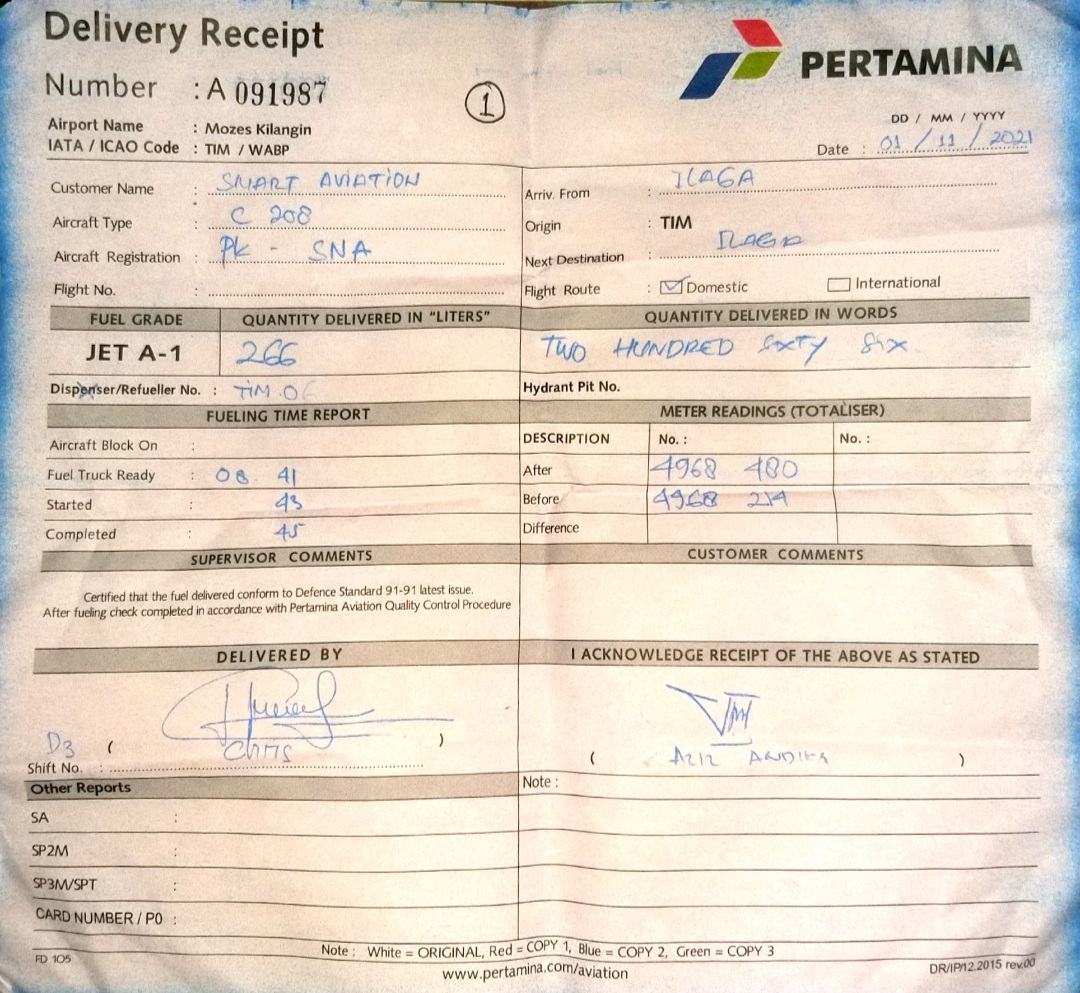 Delivery Receipt
PERTAMINA
Number : A 091987
1
Airport Name : Mozes Kilangin
IATA / ICAO Code : TIM / WABP
DD / MM / YYYY
Date : 01 / 11 / 2021
Customer Name : SMART AVIATION
Arriv. From : ILAGA
Aircraft Type : C 208
Origin : TIM
Aircraft Registration : PK - SNA
Next Destination : ILAGA
Flight No. :
Flight Route : Domestic International
FUEL GRADE QUANTITY DELIVERED IN "LITERS" QUANTITY DELIVERED IN WORDS
JET A-1 266 TWO HUNDRED SIXTY SIX
Dispenser/Refueller No. : TIM.06
Hydrant Pit No.
FUELING TIME REPORT METER READINGS (TOTALISER)
Aircraft Block On :
DESCRIPTION No. : No. :
Fuel Truck Ready : 08 41
After 4968 480
Started : 43
Before 4968 214
Completed : 45
Difference
SUPERVISOR COMMENTS CUSTOMER COMMENTS
Certified that the fuel delivered conform to Defence Standard 91-91 latest issue.
After fueling check completed in accordance with Pertamina Aviation Quality Control Procedure
DELIVERED BY I ACKNOWLEDGE RECEIPT OF THE ABOVE AS STATED
D3 ( )
Shift No. :
( AZIZ ANDIKA )
Other Reports
Note :
SA :
SP2M :
SP3M/SPT :
CARD NUMBER / PO :
Note : White = ORIGINAL, Red = COPY 1, Blue = COPY 2, Green = COPY 3
FD 105
www.pertamina.com/aviation
DR/IP/12.2015 rev.00